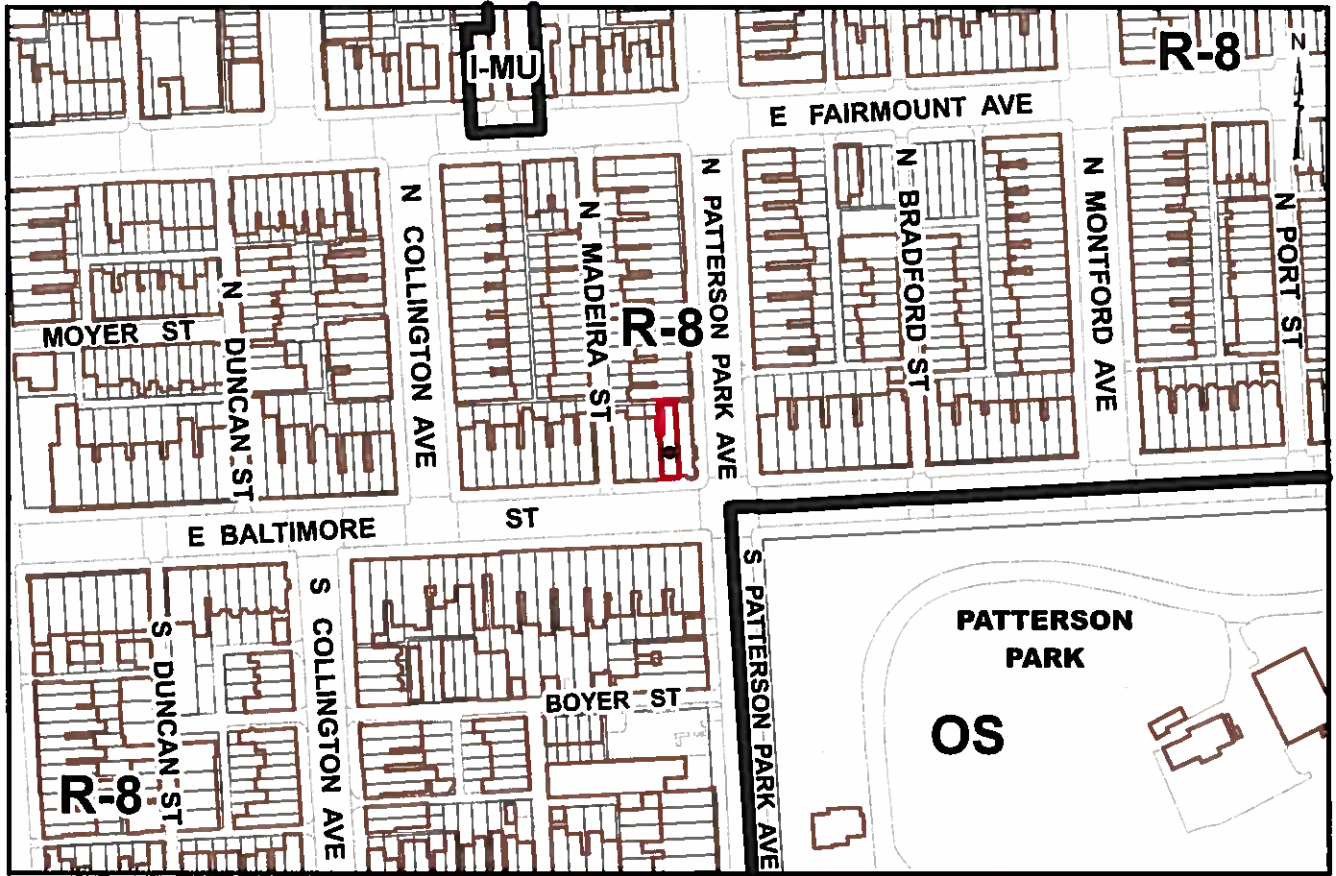 R-8
N
I-MU
E FAIRMOUNT AVE
N COLLINGTON AVE
N MADEIRA ST
N PATTERSON PARK AVE
N BRADFORD ST
N MONTFORD AVE
N PORT ST
N DUNCAN ST
MOYER ST
R-8
E BALTIMORE ST
S DUNCAN ST
S COLLINGTON AVE
S PATTERSON PARK AVE
PATTERSON
PARK
BOYER ST
OS
R-8